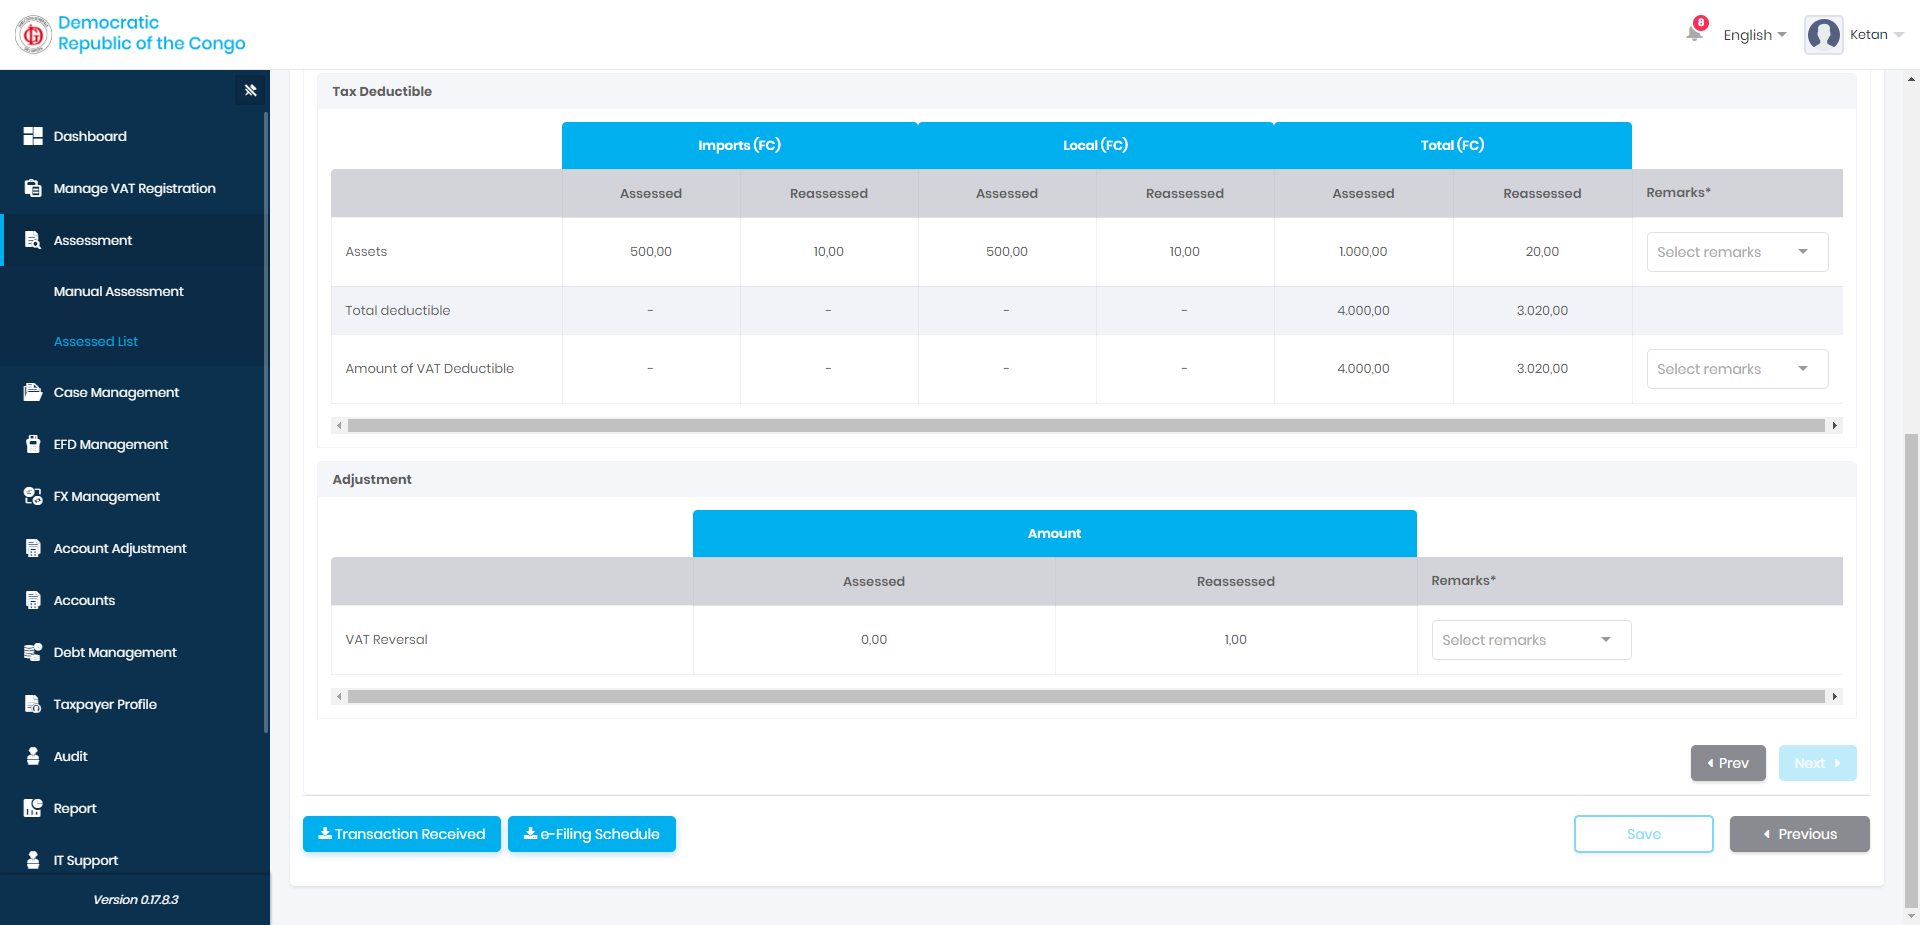 Democratic
Republic of the Congo
8
English
Ketan
Dashboard
Manage VAT Registration
Assessment
Manual Assessment
Assessed List
Case Management
EFD Management
FX Management
Account Adjustment
Accounts
Debt Management
Taxpayer Profile
Audit
Report
IT Support
Version 0.17.8.3
Tax Deductible
Imports (FC) Local (FC) Total (FC)
Assessed Reassessed Assessed Reassessed Assessed Reassessed Remarks*
Assets 500,00 10,00 500,00 10,00 1.000,00 20,00 Select remarks
Total deductible - - - - 4.000,00 3.020,00
Amount of VAT Deductible - - - - 4.000,00 3.020,00 Select remarks
Adjustment
Amount
Assessed Reassessed Remarks*
VAT Reversal 0,00 1,00 Select remarks
Prev Next
Transaction Received e-Filing Schedule Save Previous